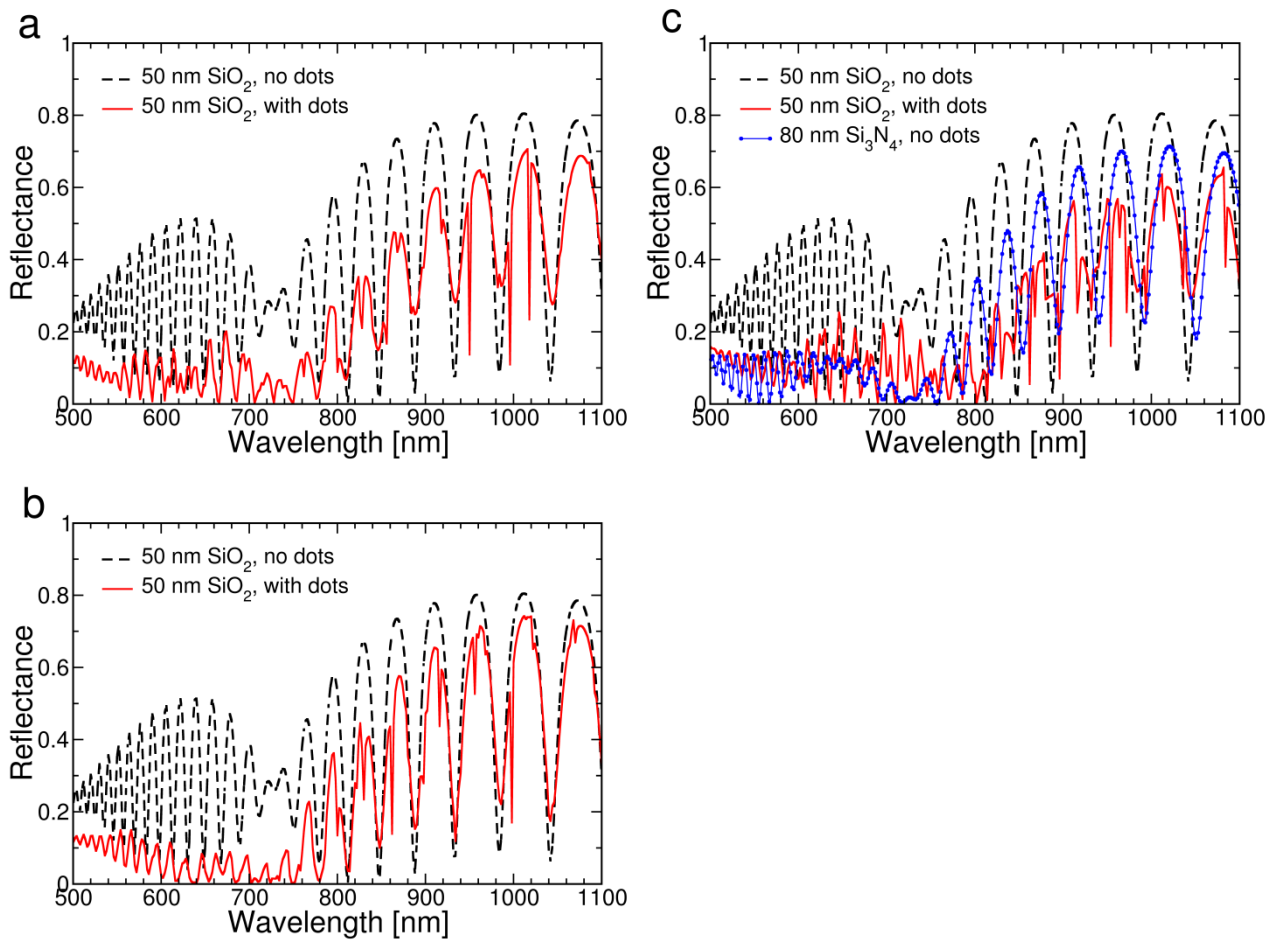 a
1
0.8
0.6
0.4
0.2
0
Reflectance
50 nm SiO2, no dots
50 nm SiO2, with dots
500 600 700 800 900 1000 1100
Wavelength [nm]
c
1
0.8
0.6
0.4
0.2
0
Reflectance
50 nm SiO2, no dots
50 nm SiO2, with dots
80 nm Si3N4, no dots
500 600 700 800 900 1000 1100
Wavelength [nm]
b
1
0.8
0.6
0.4
0.2
0
Reflectance
50 nm SiO2, no dots
50 nm SiO2, with dots
500 600 700 800 900 1000 1100
Wavelength [nm]